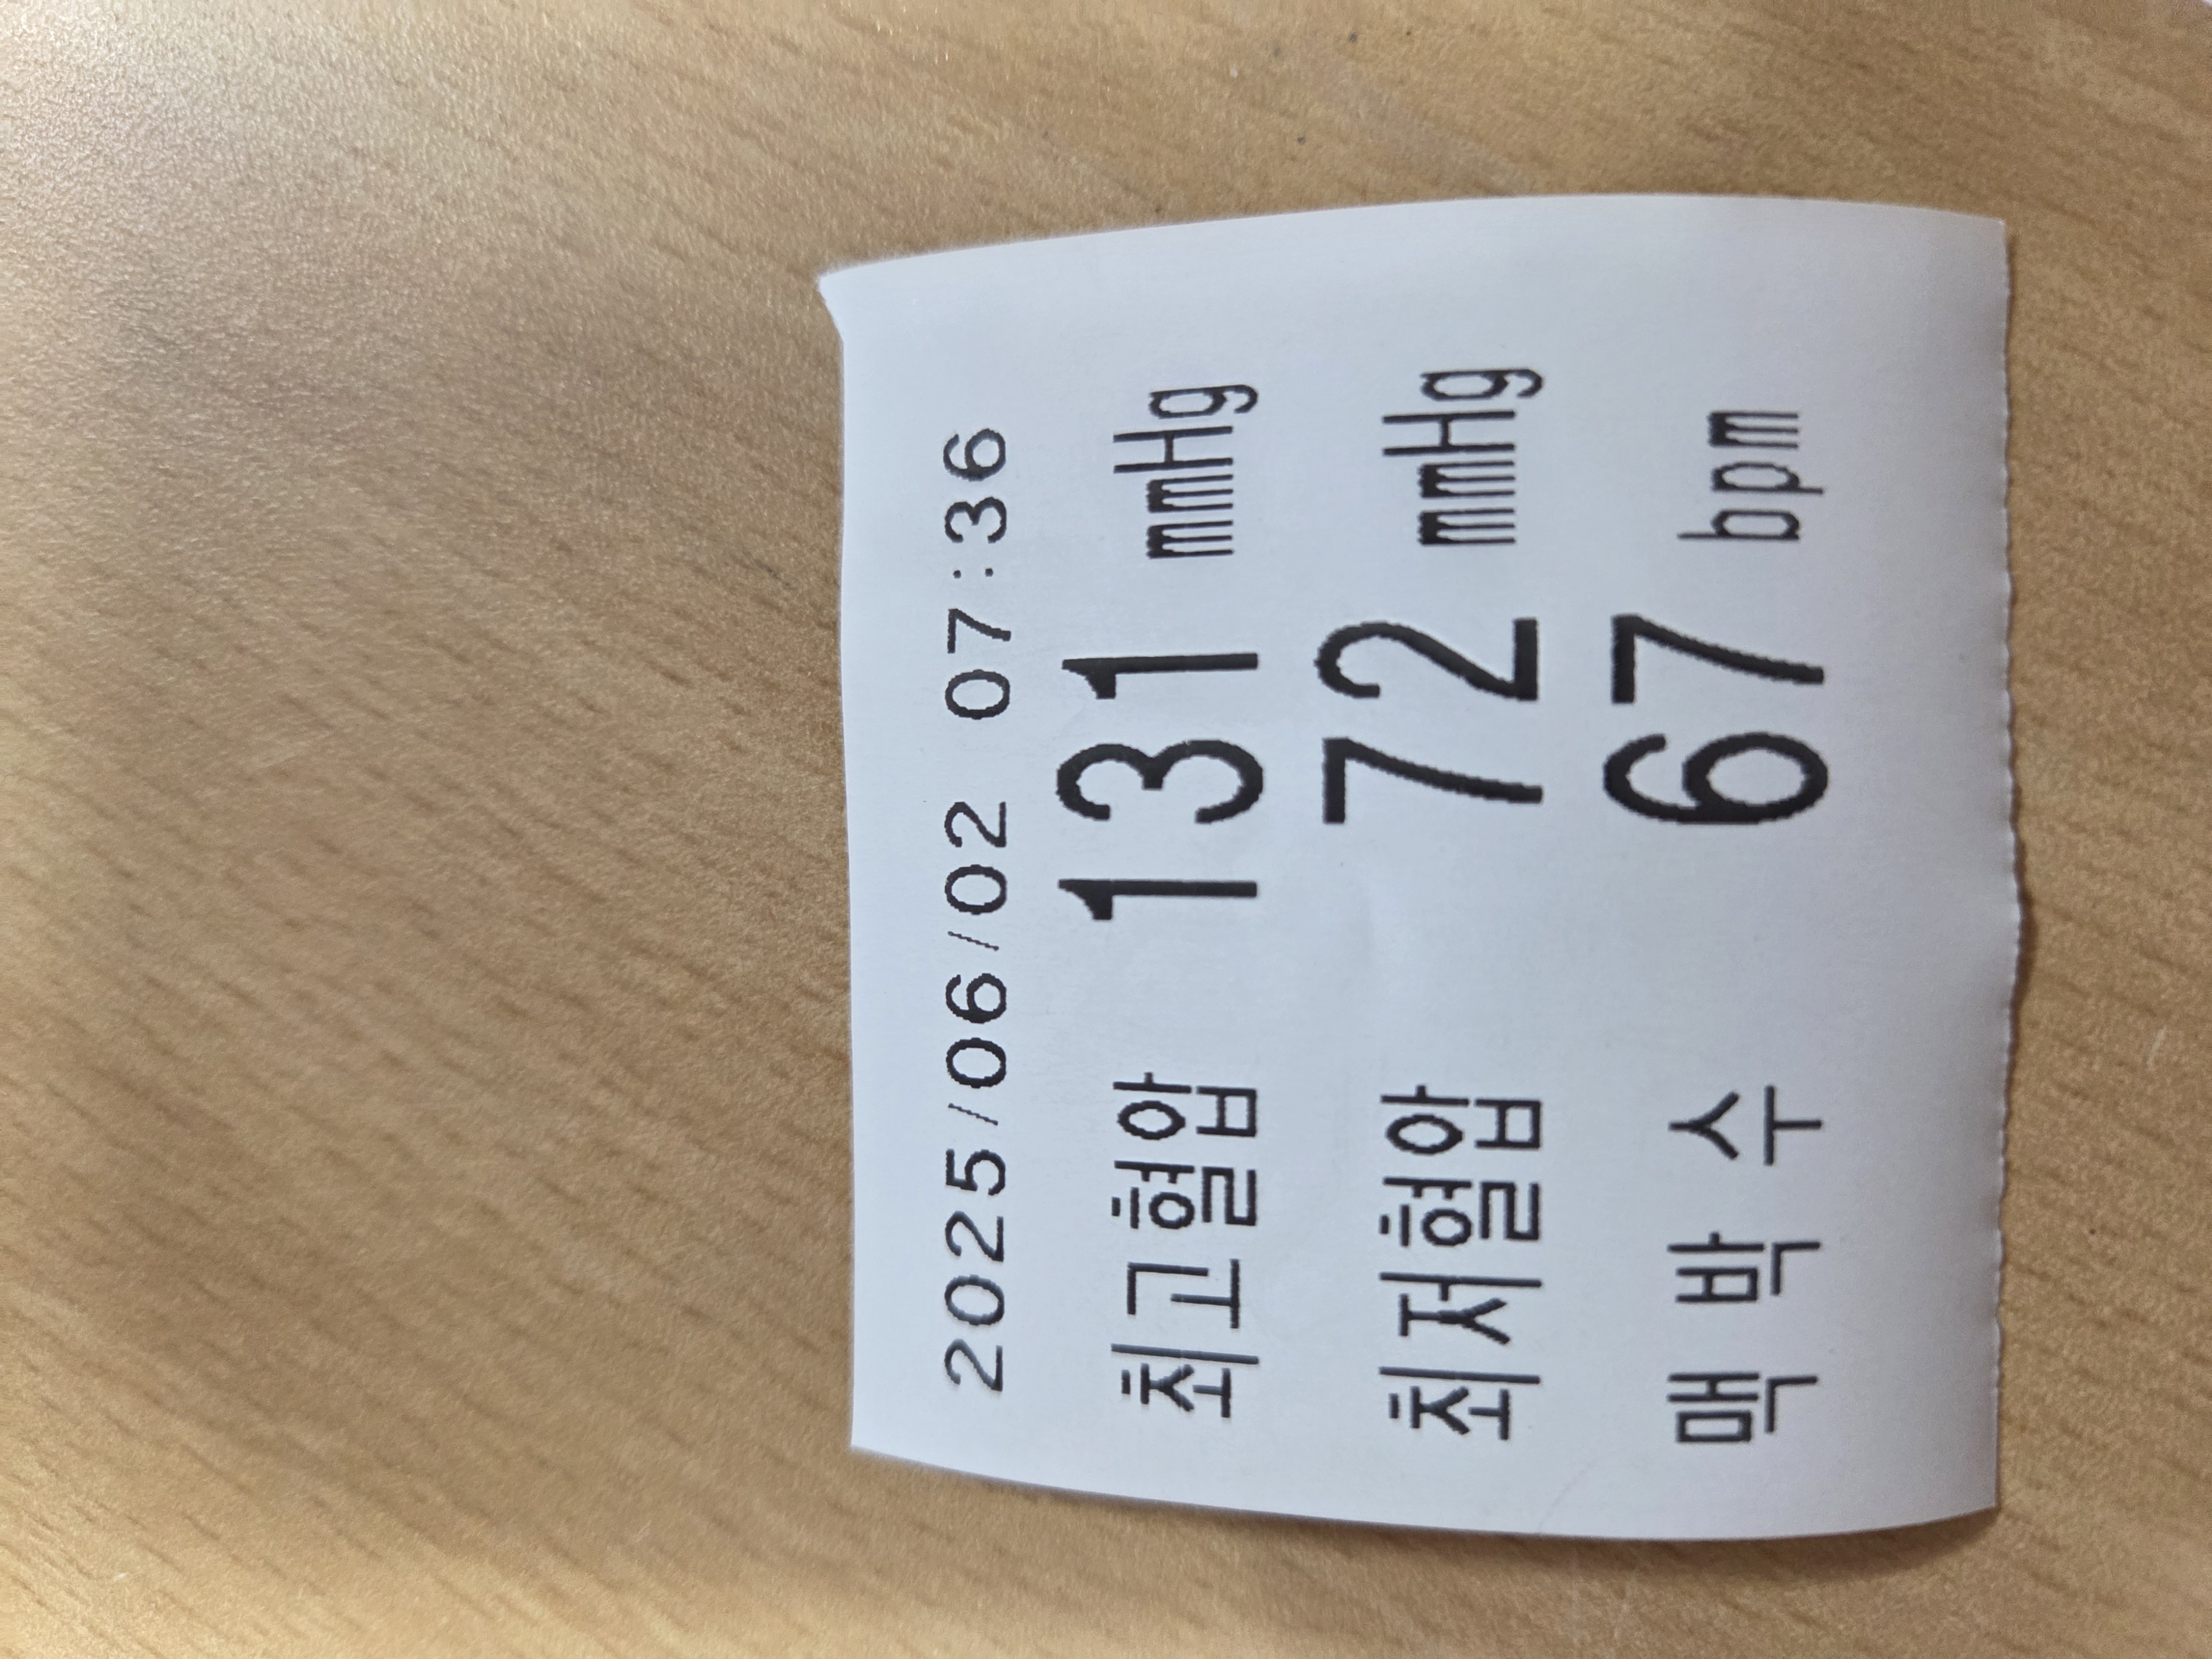 2025/06/02 07:36
최고혈압 131 mmHg
최저혈압 72 mmHg
맥 박 수 67 bpm